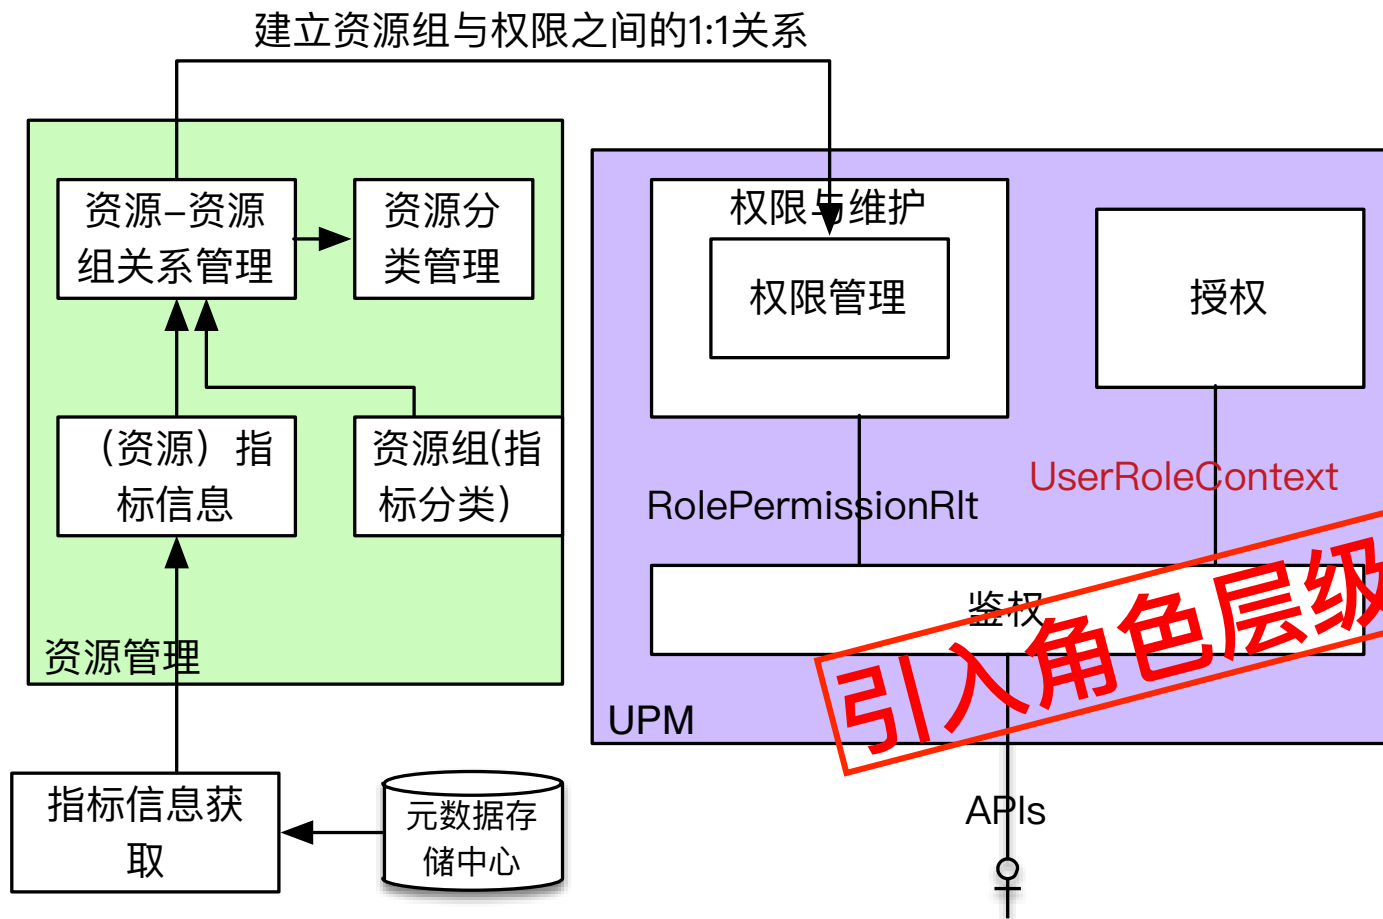 建立资源组与权限之间的1:1关系
资源–资源
组关系管理
资源分
类管理
（资源）指
标信息
资源组(指
标分类)
资源管理
指标信息获
取
元数据存
储中心
权限与维护
权限管理
授权
RolePermissionRlt
UserRoleContext
鉴权
引入角色层级
UPM
APIs